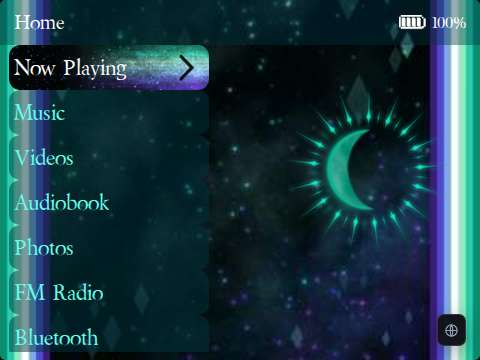 Home
100%
Now Playing
Music
Videos
Audiobook
Photos
FM Radio
Bluetooth